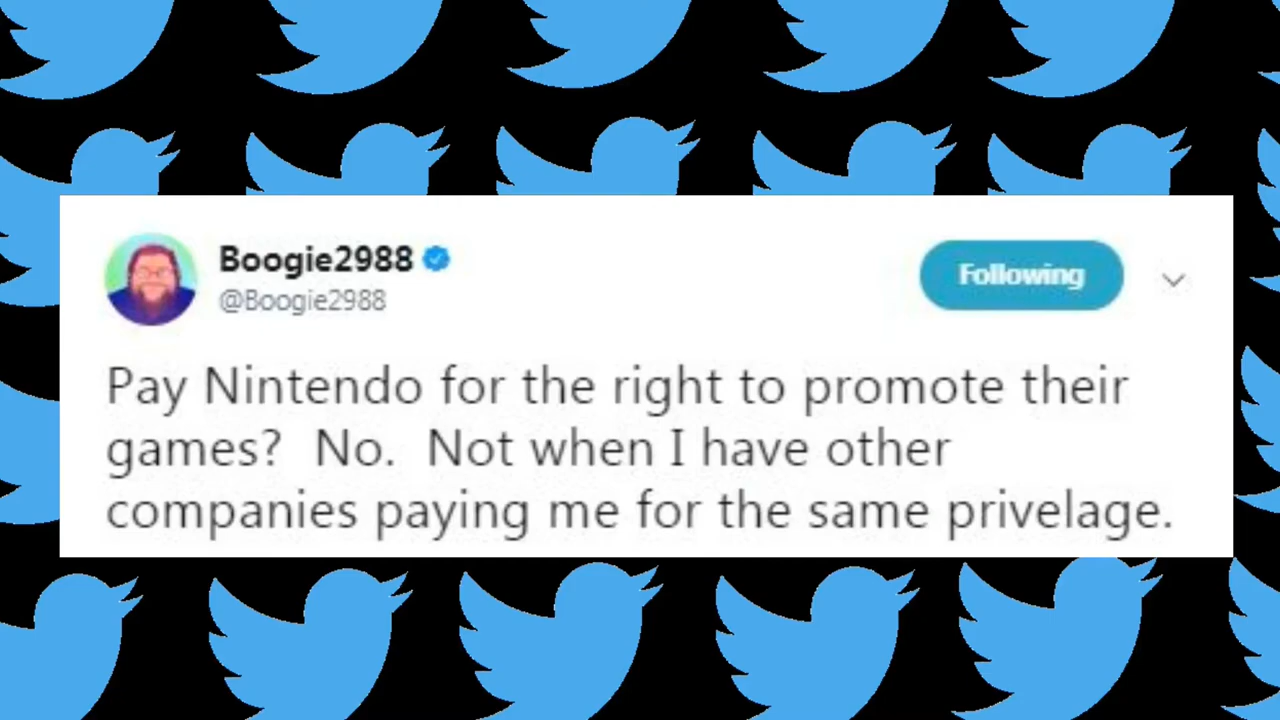 Boogie2988
@Boogie2988
Following
Pay Nintendo for the right to promote their
games?  No.  Not when I have other
companies paying me for the same privelage.